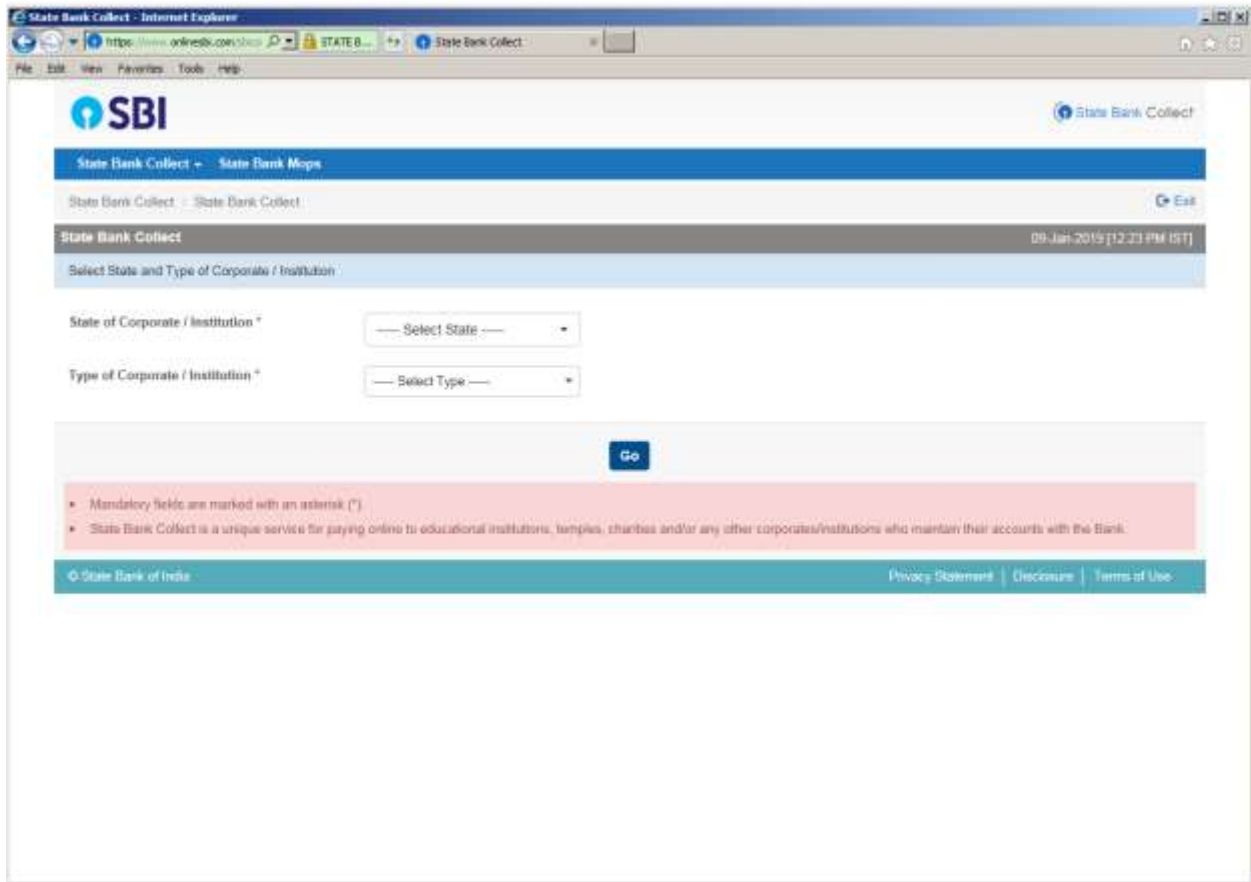 State Bank Collect - Internet Explorer
https://www.onlinesbi.com STATE B... State Bank Collect
File Edit View Favorites Tools Help
SBI
State Bank Collect
State Bank Collect State Bank Mops
State Bank Collect / State Bank Collect
Exit
State Bank Collect
09-Jan-2019 [12:23 PM IST]
Select State and Type of Corporate / Institution
State of Corporate / Institution *
----- Select State -----
Type of Corporate / Institution *
----- Select Type -----
Go
• Mandatory fields are marked with an asterisk (*)
• State Bank Collect is a unique service for paying online to educational institutions, temples, charities and/or any other corporates/institutions who maintain their accounts with the Bank.
© State Bank of India
Privacy Statement | Disclosure | Terms of Use